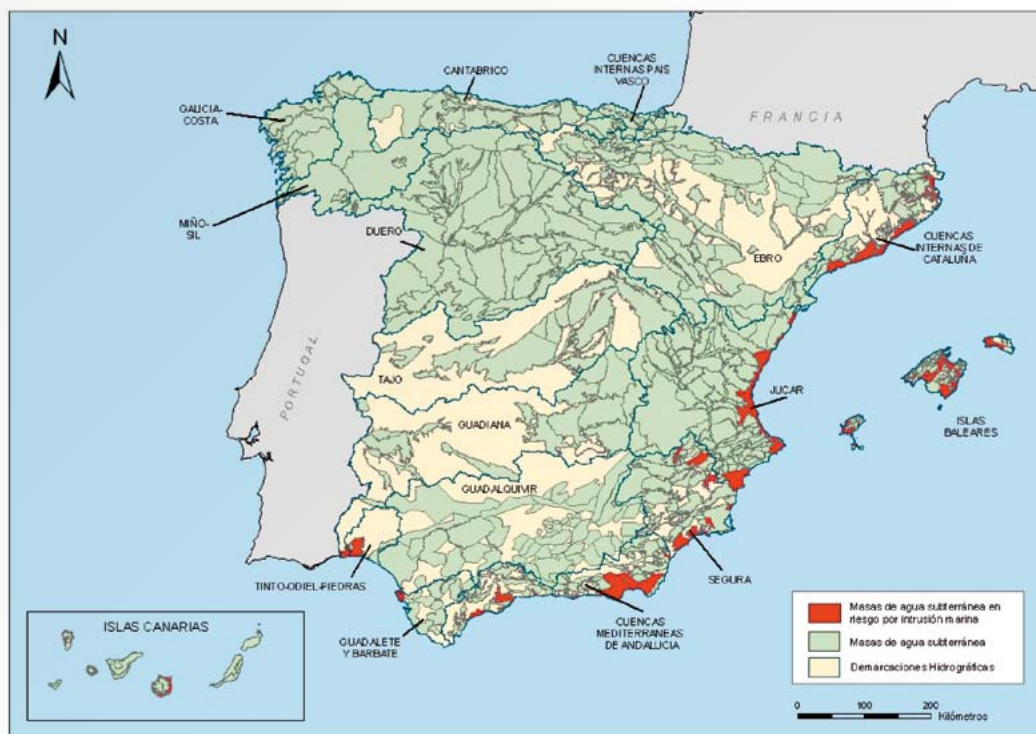 N
CANTABRICO
CUENCAS
INTERNAS PAIS
VASCO
GALICIA-
COSTA
FRANCIA
MIÑO-
SIL
DUERO
EBRO
CUENCAS
INTERNAS DE
CATALUÑA
PORTUGAL
TAJO
JUCAR
ISLAS
BALEARES
GUADIANA
GUADALQUIVIR
TINTO-ODIEL-PIEDRAS
SEGURA
GUADALETE
Y BARBATE
CUENCAS
MEDITERRANEAS
DE ANDALUCIA
ISLAS CANARIAS
Masas de agua subterránea en
riesgo por intrusión marina
Masas de agua subterránea
Demarcaciones Hidrográficas
0 100 200
Kilómetros